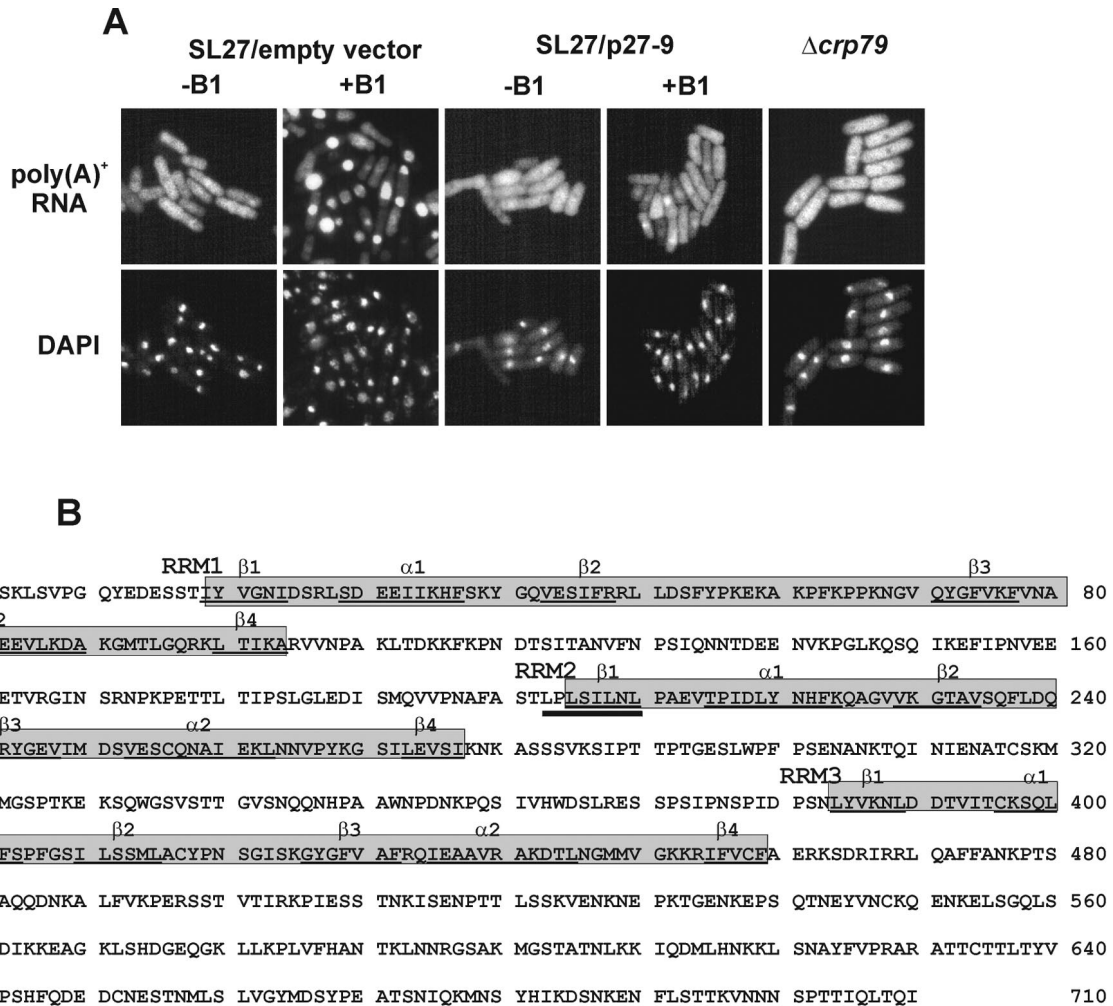 A
SL27/empty vector SL27/p27-9 Δcrp79
-B1 +B1 -B1 +B1
poly(A)+
RNA
DAPI
B
RRM1 β1 α1 β2 β3
SKLSVPG QYEDESSTIY VGNIDSRLSD EEIIKHFSKY GQVESIFRRL LDSFYPKEKA KPFKPPKNGV QYGFVKFVNA 80
2 β4
EEVLKDA KGMTLGQRKL TIKARVVNPA KLTDKKFKPN DTSITANVFN PSIQNNTDEE NVKPGLKQSQ IKEFIPNVEE 160
RRM2 β1 α1 β2
ETVRGIN SRNPKPETTL TIPSLGLEDI SMQVVPNAFA STLPLSILNL PAEVTPIDLY NHFKQAGVVK GTAVSQFLDQ 240
β3 α2 β4
RYGEVIMD SVESCQNAI EKLNNVPYKG SILEVSIKNK ASSSVKSIPT TPTGESLWPF PSENANKTQI NIENATCSKM 320
RRM3 β1 α1
MGSPTKE KSQWGSVSTT GVSNQQNHPA AWNPDNKPQS IVHWDSLRES SPSIPNSPID PSNLYVKNLD DTVITCKSQL 400
β2 β3 α2 β4
FSPFGSI LSSMLACYPN SGISKGYGFV AFRQIEAAVR AKDTLNGMMV GKKRIFVCFA ERKSDRIRRL QAFFANKPTS 480
AQQDNKA LFVKPERSST VTIRKPIESS TNKISENPTT LSSKVENKNE PKTGENKEPS QTNEYVNCKQ ENKELSGQLS 560
DIKKEAG KLSHDGEQGK LLKPLVFHAN TKLNNRGSAK MGSTATNLKK IQDMLHNKKL SNAYFVPRAR ATTCTTLTYV 640
PSHFQDE DCNESTNMLS LVGYMDSYPE ATSNIQKMNS YHIKDSNKEN FLSTTKVNNN SPTTIQLTQI 710